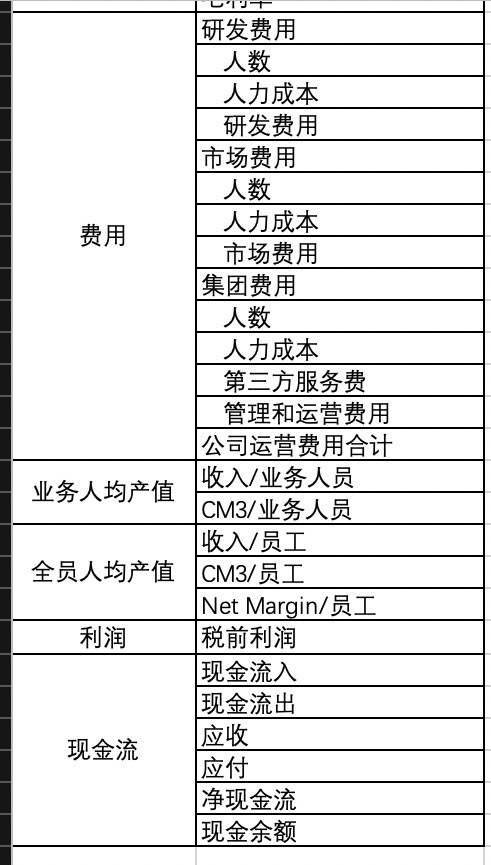 费用
研发费用
人数
人力成本
研发费用
市场费用
人数
人力成本
市场费用
集团费用
人数
人力成本
第三方服务费
管理和运营费用
公司运营费用合计
业务人均产值
收入/业务人员
CM3/业务人员
全员人均产值
收入/员工
CM3/员工
Net Margin/员工
利润
税前利润
现金流
现金流入
现金流出
应收
应付
净现金流
现金余额